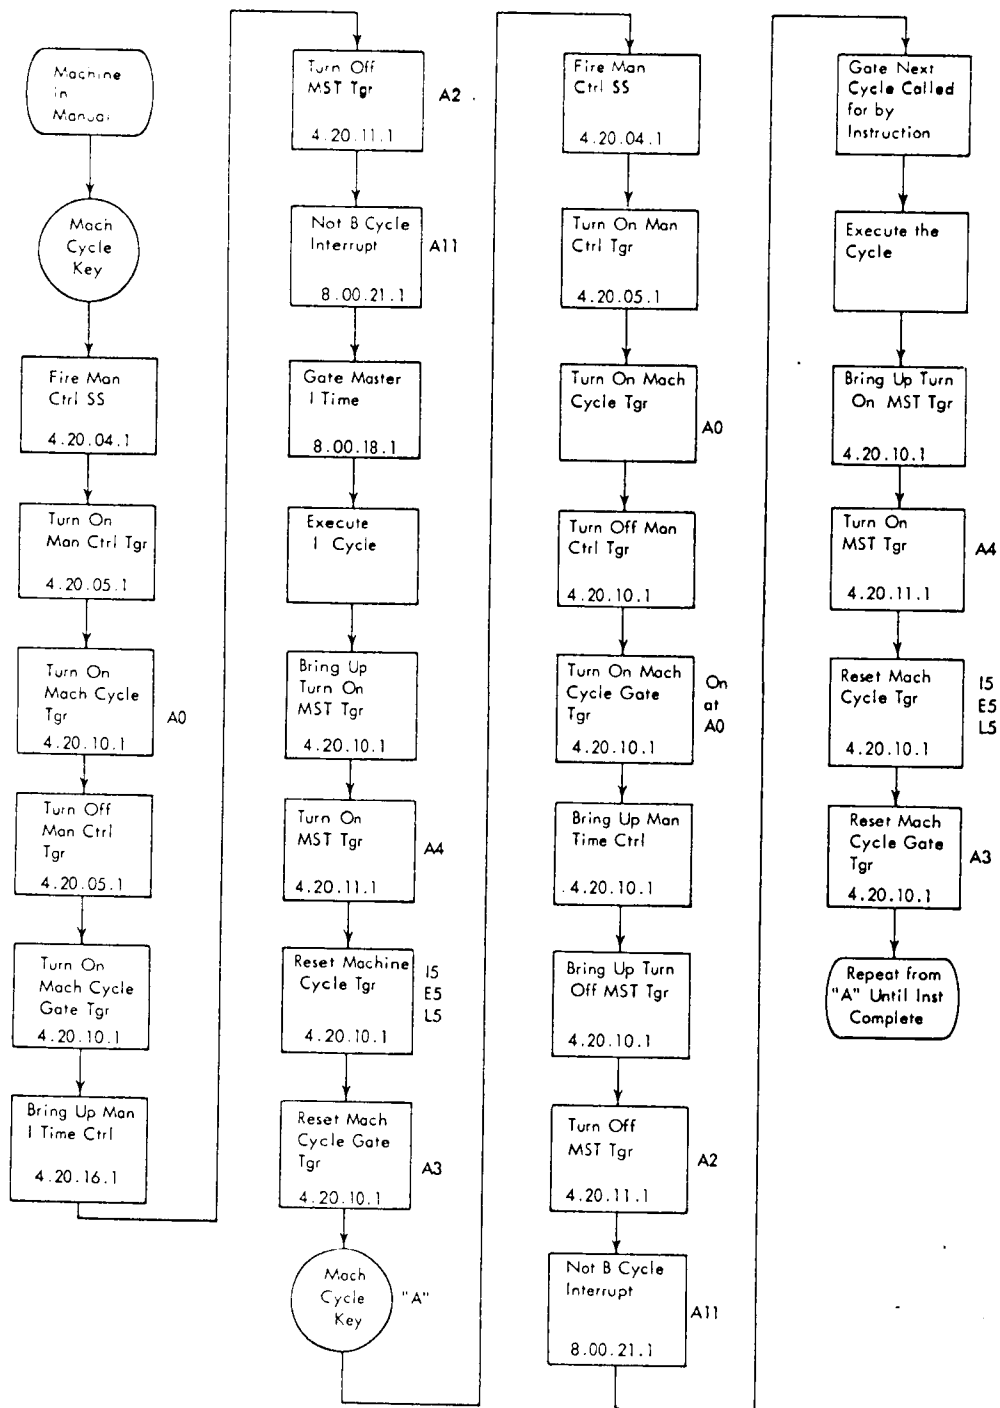 Machine
in
Manual
Mach
Cycle
Key
Fire Man
Ctrl SS
4.20.04.1
Turn On
Man Ctrl Tgr
4.20.05.1
Turn On
Mach Cycle
Tgr
4.20.10.1
A0
Turn Off
Man Ctrl
Tgr
4.20.05.1
Turn On
Mach Cycle
Gate Tgr
4.20.10.1
Bring Up Man
I Time Ctrl
4.20.16.1
Turn Off
MST Tgr
4.20.11.1
A2
Not B Cycle
Interrupt
8.00.21.1
A11
Gate Master
I Time
8.00.18.1
Execute
I Cycle
Bring Up
Turn On
MST Tgr
4.20.10.1
Turn On
MST Tgr
4.20.11.1
A4
Reset Machine
Cycle Tgr
4.20.10.1
I5
E5
L5
Reset Mach
Cycle Gate
Tgr
4.20.10.1
A3
Mach
Cycle
Key
"A"
Fire Man
Ctrl SS
4.20.04.1
Turn On Man
Ctrl Tgr
4.20.05.1
Turn On Mach
Cycle Tgr
A0
Turn Off Man
Ctrl Tgr
4.20.10.1
Turn On Mach
Cycle Gate
Tgr
4.20.10.1
On
at
A0
Bring Up Man
Time Ctrl
4.20.10.1
Bring Up Turn
Off MST Tgr
4.20.10.1
Turn Off
MST Tgr
4.20.11.1
A2
Not B Cycle
Interrupt
8.00.21.1
A11
Gate Next
Cycle Called
for by
Instruction
Execute the
Cycle
Bring Up Turn
On MST Tgr
4.20.10.1
Turn On
MST Tgr
4.20.11.1
A4
Reset Mach
Cycle Tgr
4.20.10.1
I5
E5
L5
Reset Mach
Cycle Gate
Tgr
4.20.10.1
A3
Repeat from
"A" Until Inst
Complete